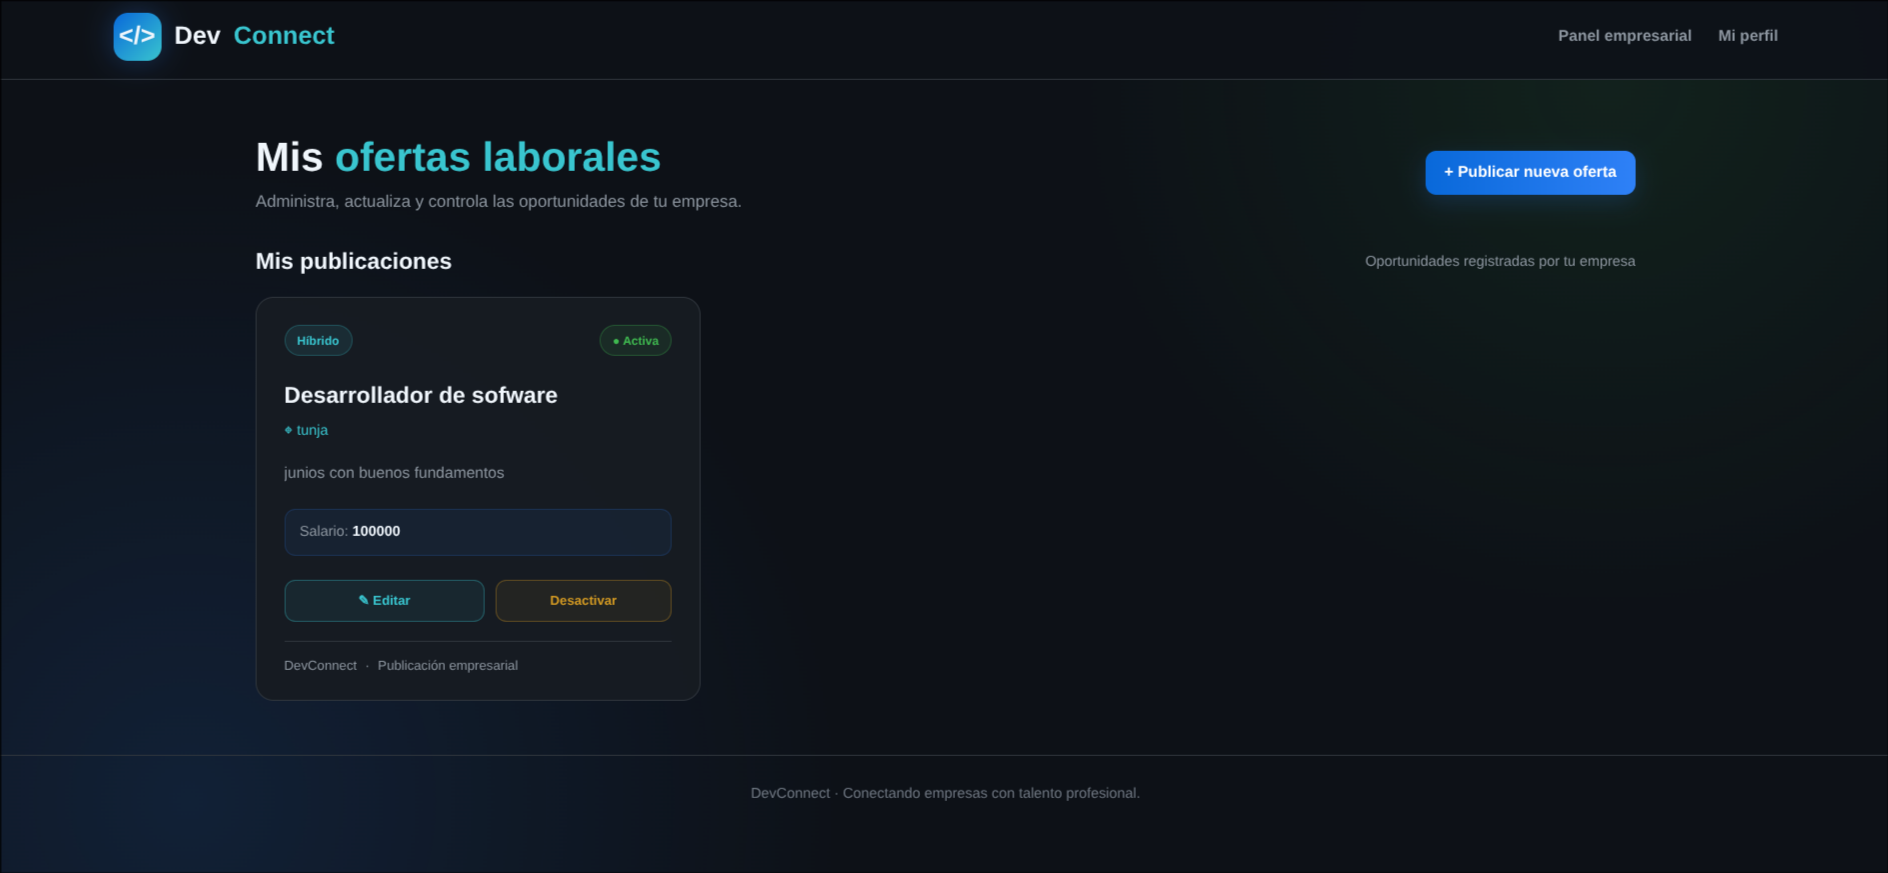 </> Dev Connect
Panel empresarial Mi perfil
Mis ofertas laborales
+ Publicar nueva oferta
Administra, actualiza y controla las oportunidades de tu empresa.
Mis publicaciones
Oportunidades registradas por tu empresa
Híbrido
● Activa
Desarrollador de sofware
⌖ tunja
junios con buenos fundamentos
Salario: 100000
✎ Editar
Desactivar
DevConnect · Publicación empresarial
DevConnect · Conectando empresas con talento profesional.